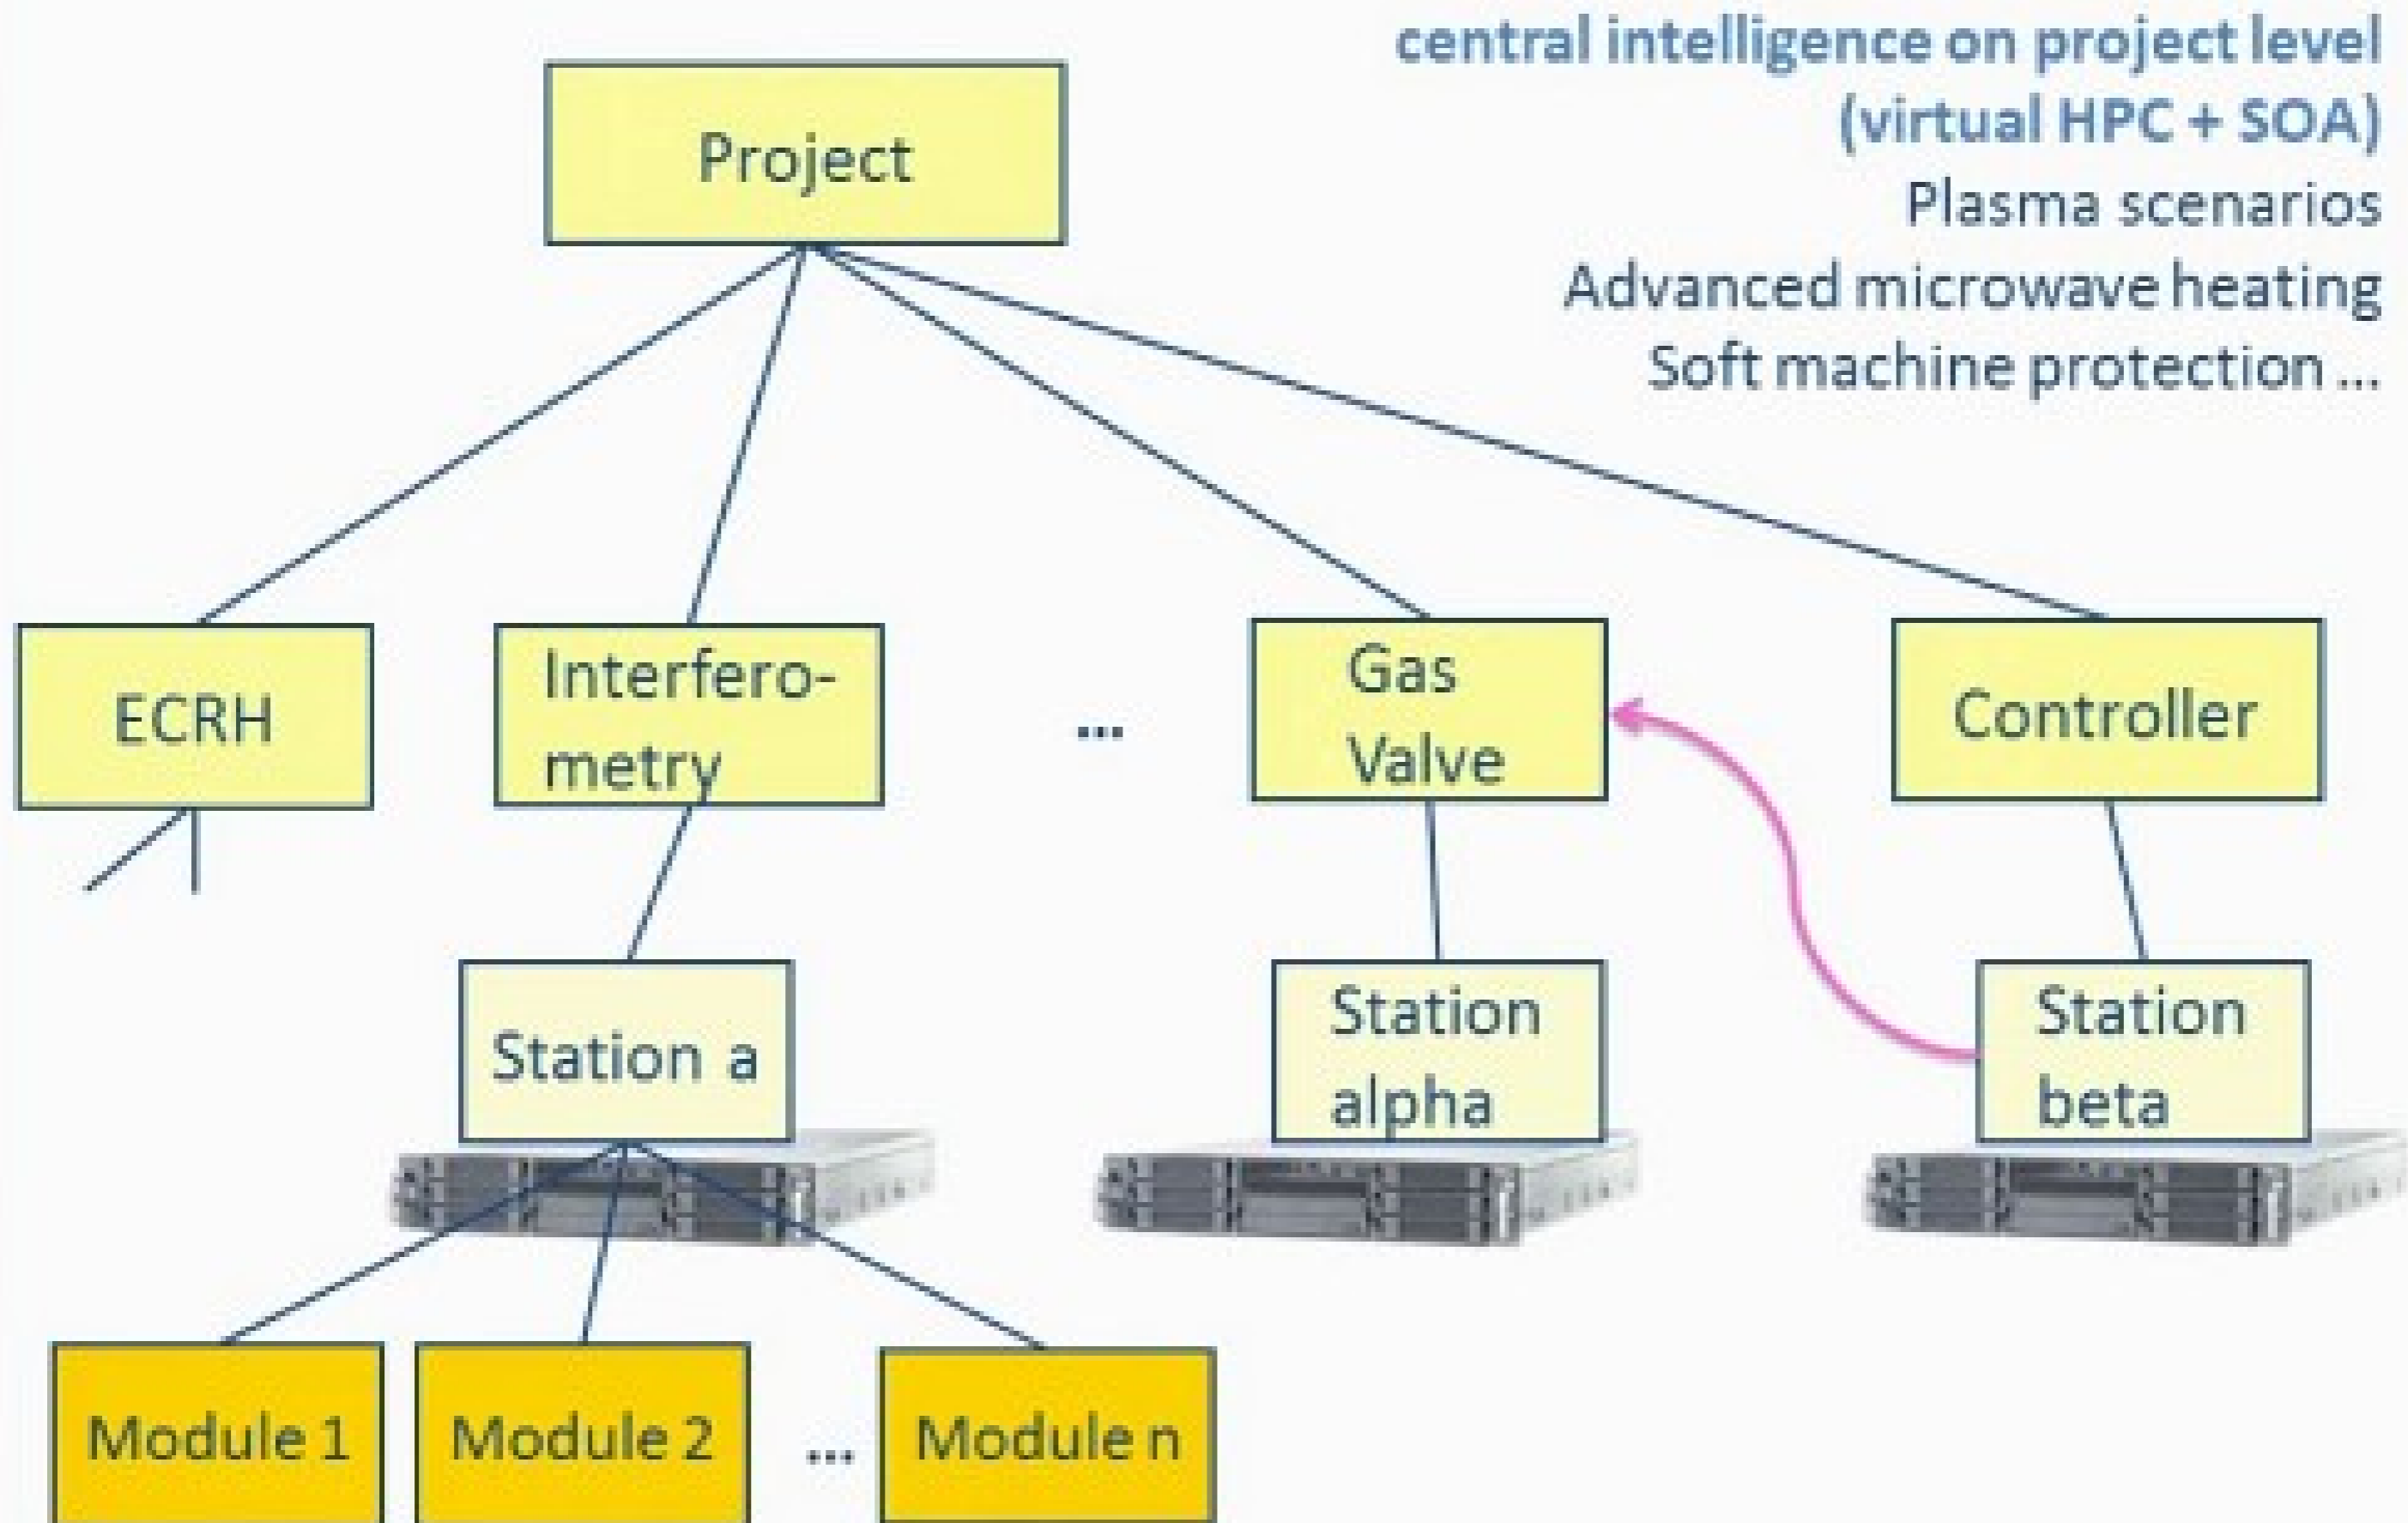 central intelligence on project level
(virtual HPC + SOA)
Plasma scenarios
Advanced microwave heating
Soft machine protection ...
Project
ECRH
Interfero-
metry
...
Gas
Valve
Controller
Station a
Station
alpha
Station
beta
Module 1
Module 2
...
Module n